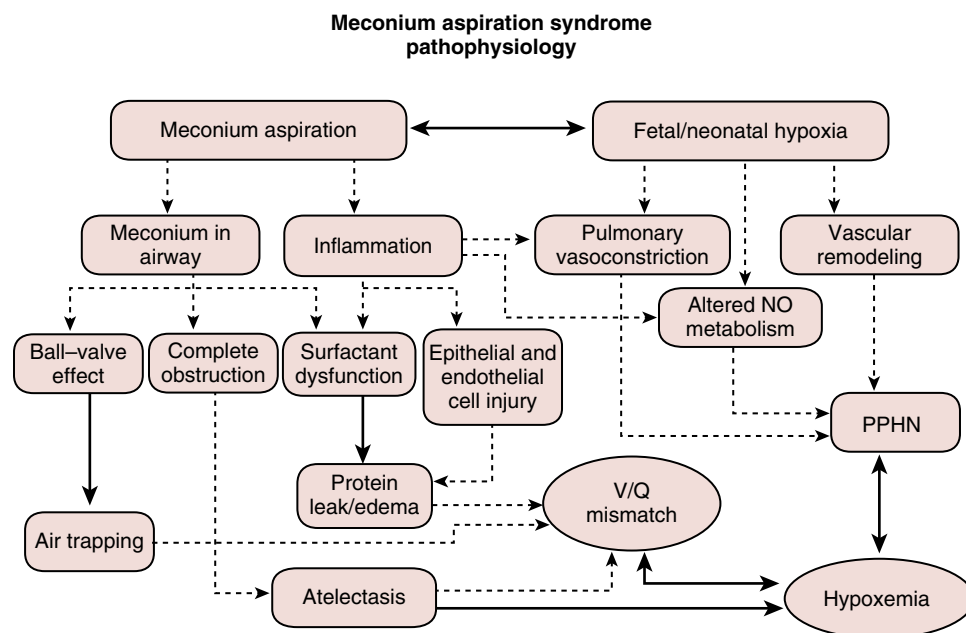 Meconium aspiration syndrome
pathophysiology
Meconium aspiration
Fetal/neonatal hypoxia
Meconium in
airway
Inflammation
Pulmonary
vasoconstriction
Vascular
remodeling
Altered NO
metabolism
Ball–valve
effect
Complete
obstruction
Surfactant
dysfunction
Epithelial and
endothelial
cell injury
PPHN
Protein
leak/edema
V/Q
mismatch
Air trapping
Atelectasis
Hypoxemia